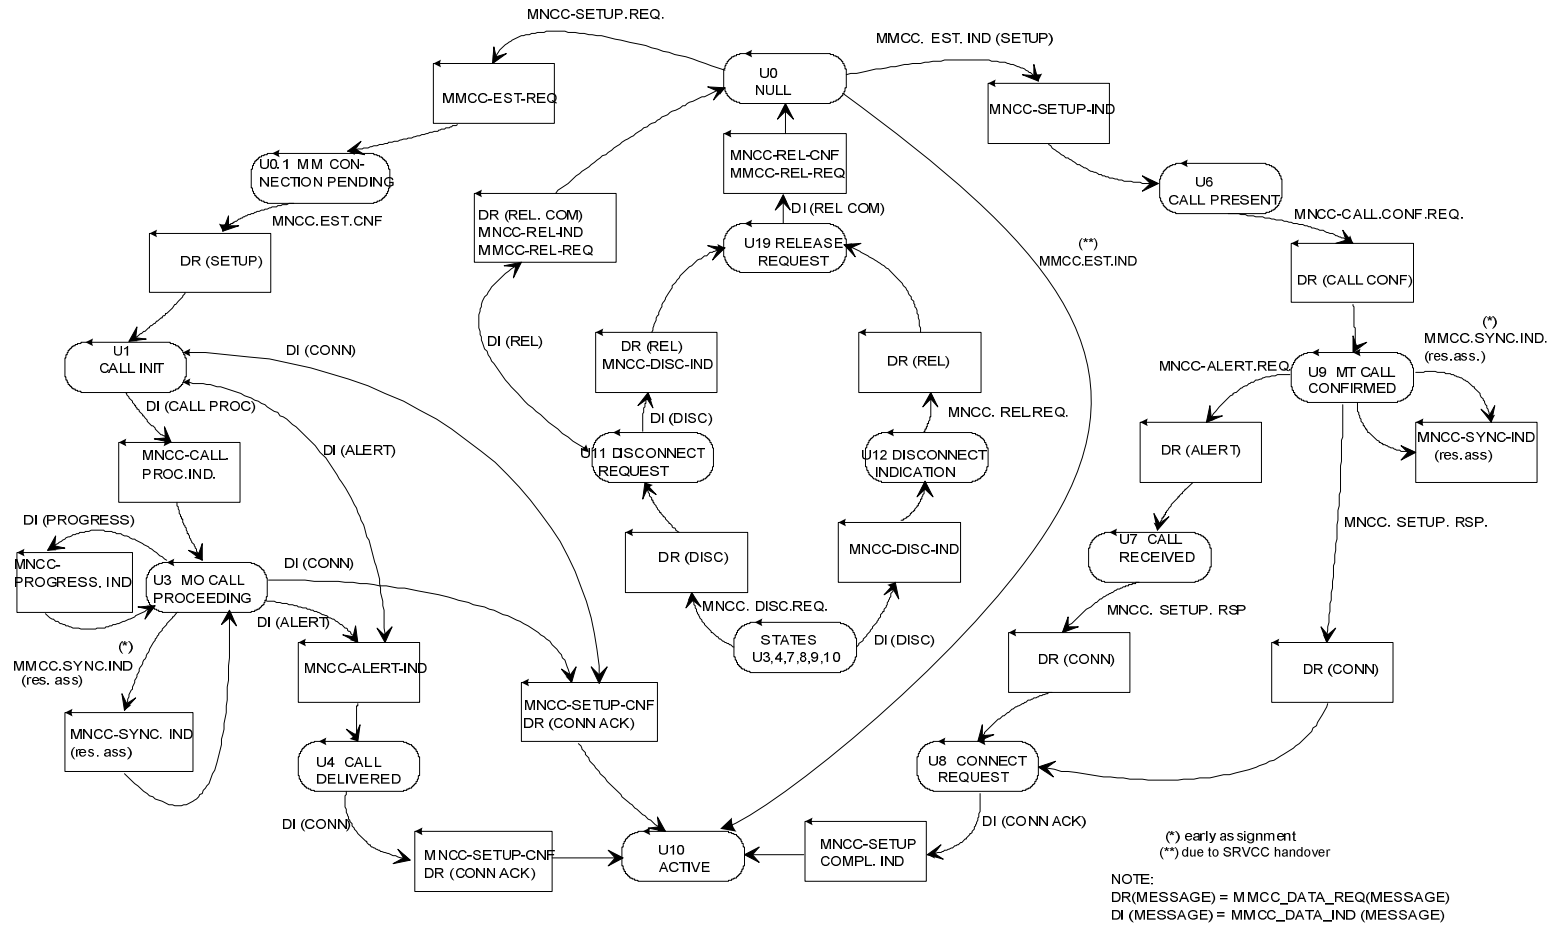 MNCC-SETUP.REQ.
MMCC. EST. IND (SETUP)
U0
NULL
MMCC-EST-REQ
MNCC-SETUP-IND
U0.1 MM CON-
NECTION PENDING
MNCC.EST.CNF
MNCC-REL-CNF
MMCC-REL-REQ
U6
CALL PRESENT
DR (REL. COM)
MNCC-REL-IND
MMCC-REL-REQ
DI (REL COM)
MNCC-CALL.CONF.REQ.
DR (SETUP)
U19 RELEASE
REQUEST
(**)
MMCC.EST.IND
DR (CALL CONF)
U1
CALL INIT
DI (CONN)
DI (REL)
DR (REL)
MNCC-DISC-IND
DR (REL)
(*)
MMCC.SYNC.IND.
(res.ass.)
MNCC-ALERT.REQ
U9 MT CALL
CONFIRMED
DI (CALL PROC)
DI (DISC)
MNCC. REL.REQ.
MNCC-CALL.
PROC.IND.
DI (ALERT)
U11 DISCONNECT
REQUEST
U12 DISCONNECT
INDICATION
DR (ALERT)
MNCC-SYNC-IND
(res.ass)
DI (PROGRESS)
MNCC. SETUP. RSP.
MNCC-
PROGRESS. IND
U3 MO CALL
PROCEEDING
DI (CONN)
DR (DISC)
MNCC-DISC-IND
U7 CALL
RECEIVED
DI (ALERT)
MNCC. DISC.REQ.
MNCC. SETUP. RSP
(*)
MMCC.SYNC.IND
(res. ass)
STATES
U3,4,7,8,9,10
DI (DISC)
MNCC-ALERT-IND
DR (CONN)
DR (CONN)
MNCC-SYNC. IND
(res. ass)
MNCC-SETUP-CNF
DR (CONN ACK)
U4 CALL
DELIVERED
U8 CONNECT
REQUEST
DI (CONN)
DI (CONN ACK)
MNCC-SETUP-CNF
DR (CONN ACK)
U10
ACTIVE
MNCC-SETUP
COMPL. IND
(*) early assignment
(**) due to SRVCC handover
NOTE:
DR(MESSAGE) = MMCC_DATA_REQ(MESSAGE)
DI (MESSAGE) = MMCC_DATA_IND (MESSAGE)